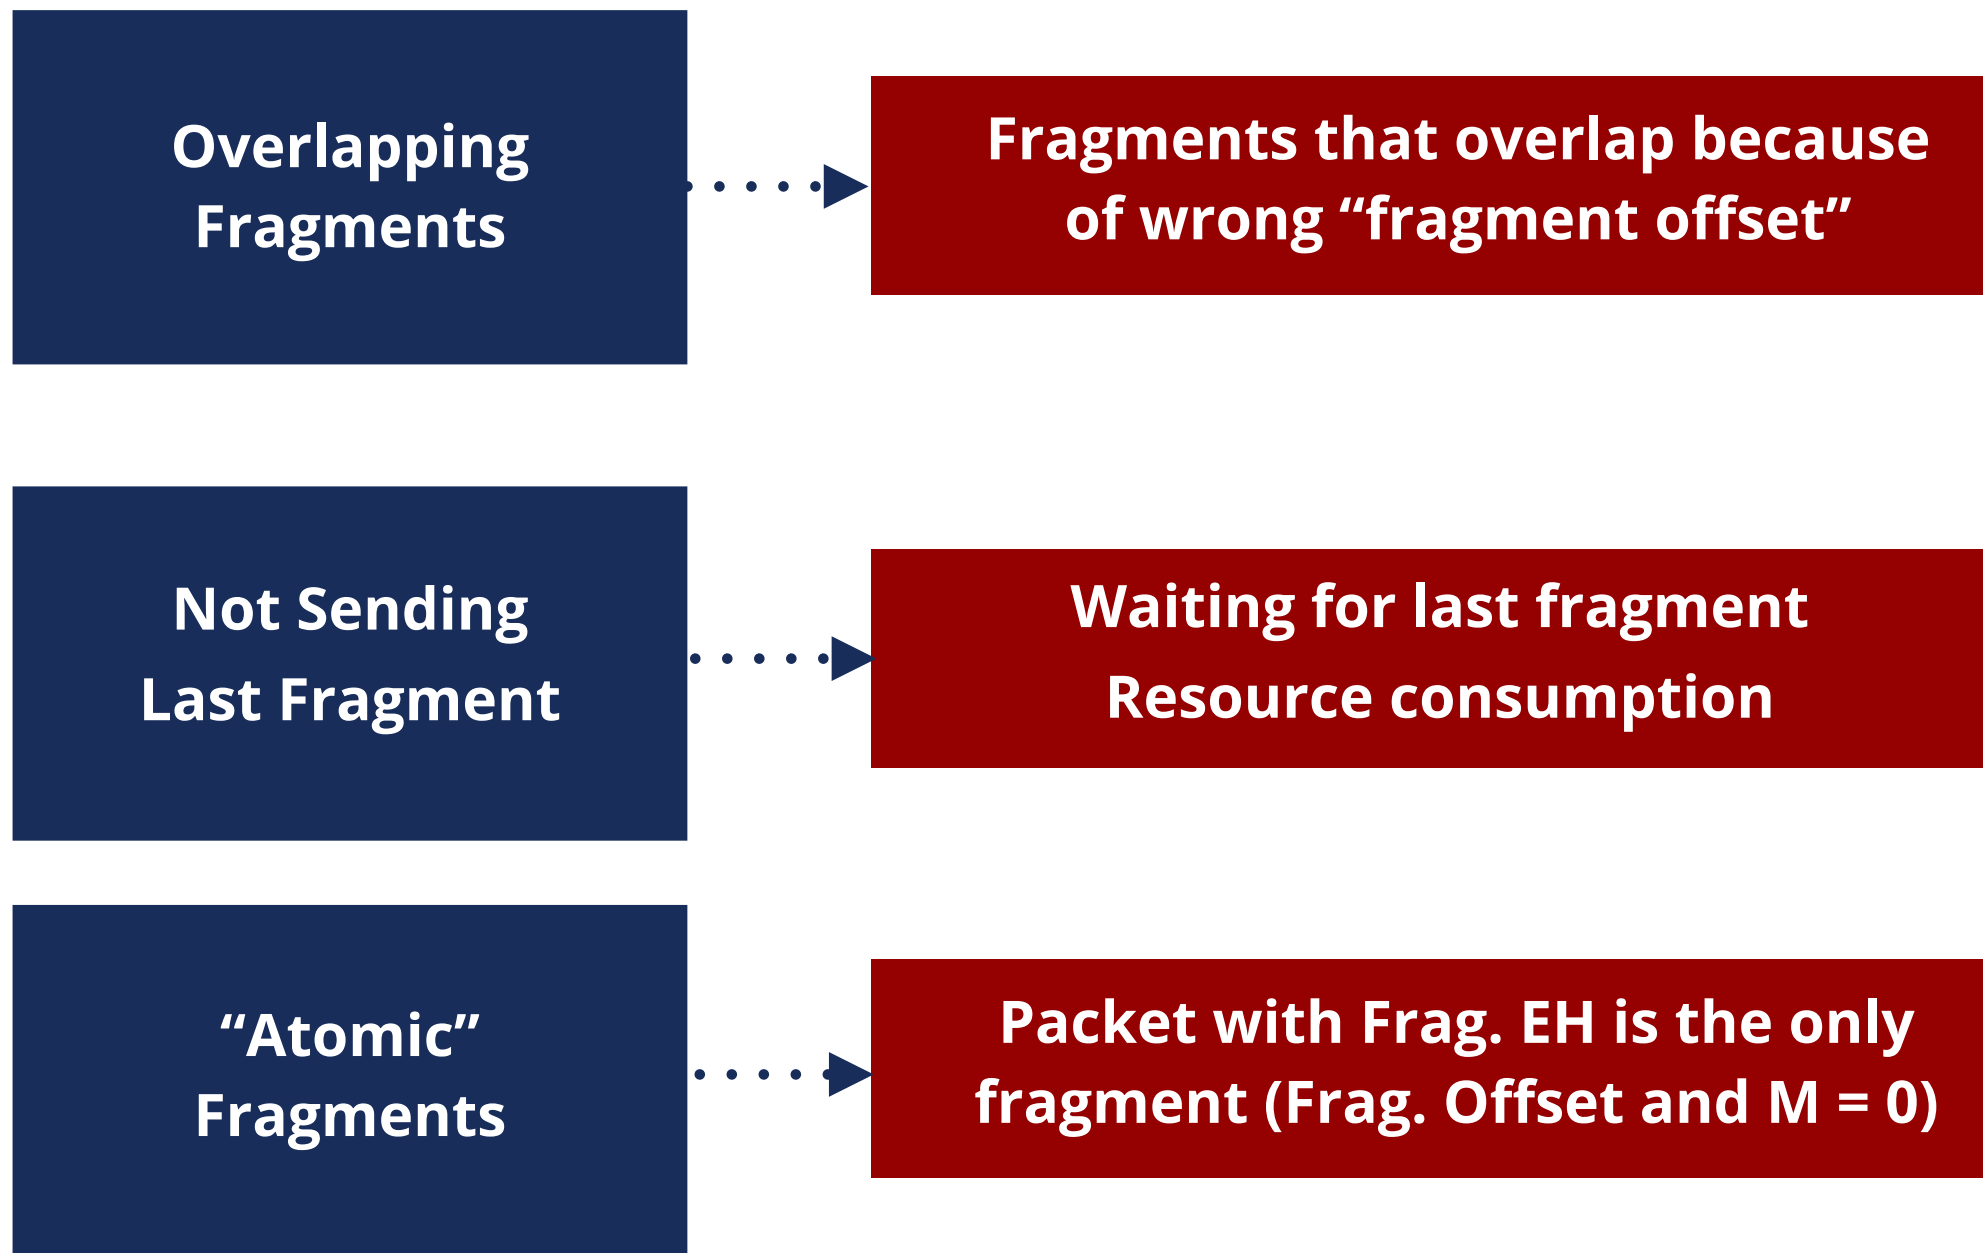 Overlapping
Fragments
Fragments that overlap because
of wrong “fragment offset”
Not Sending
Last Fragment
Waiting for last fragment
Resource consumption
“Atomic”
Fragments
Packet with Frag. EH is the only
fragment (Frag. Offset and M = 0)